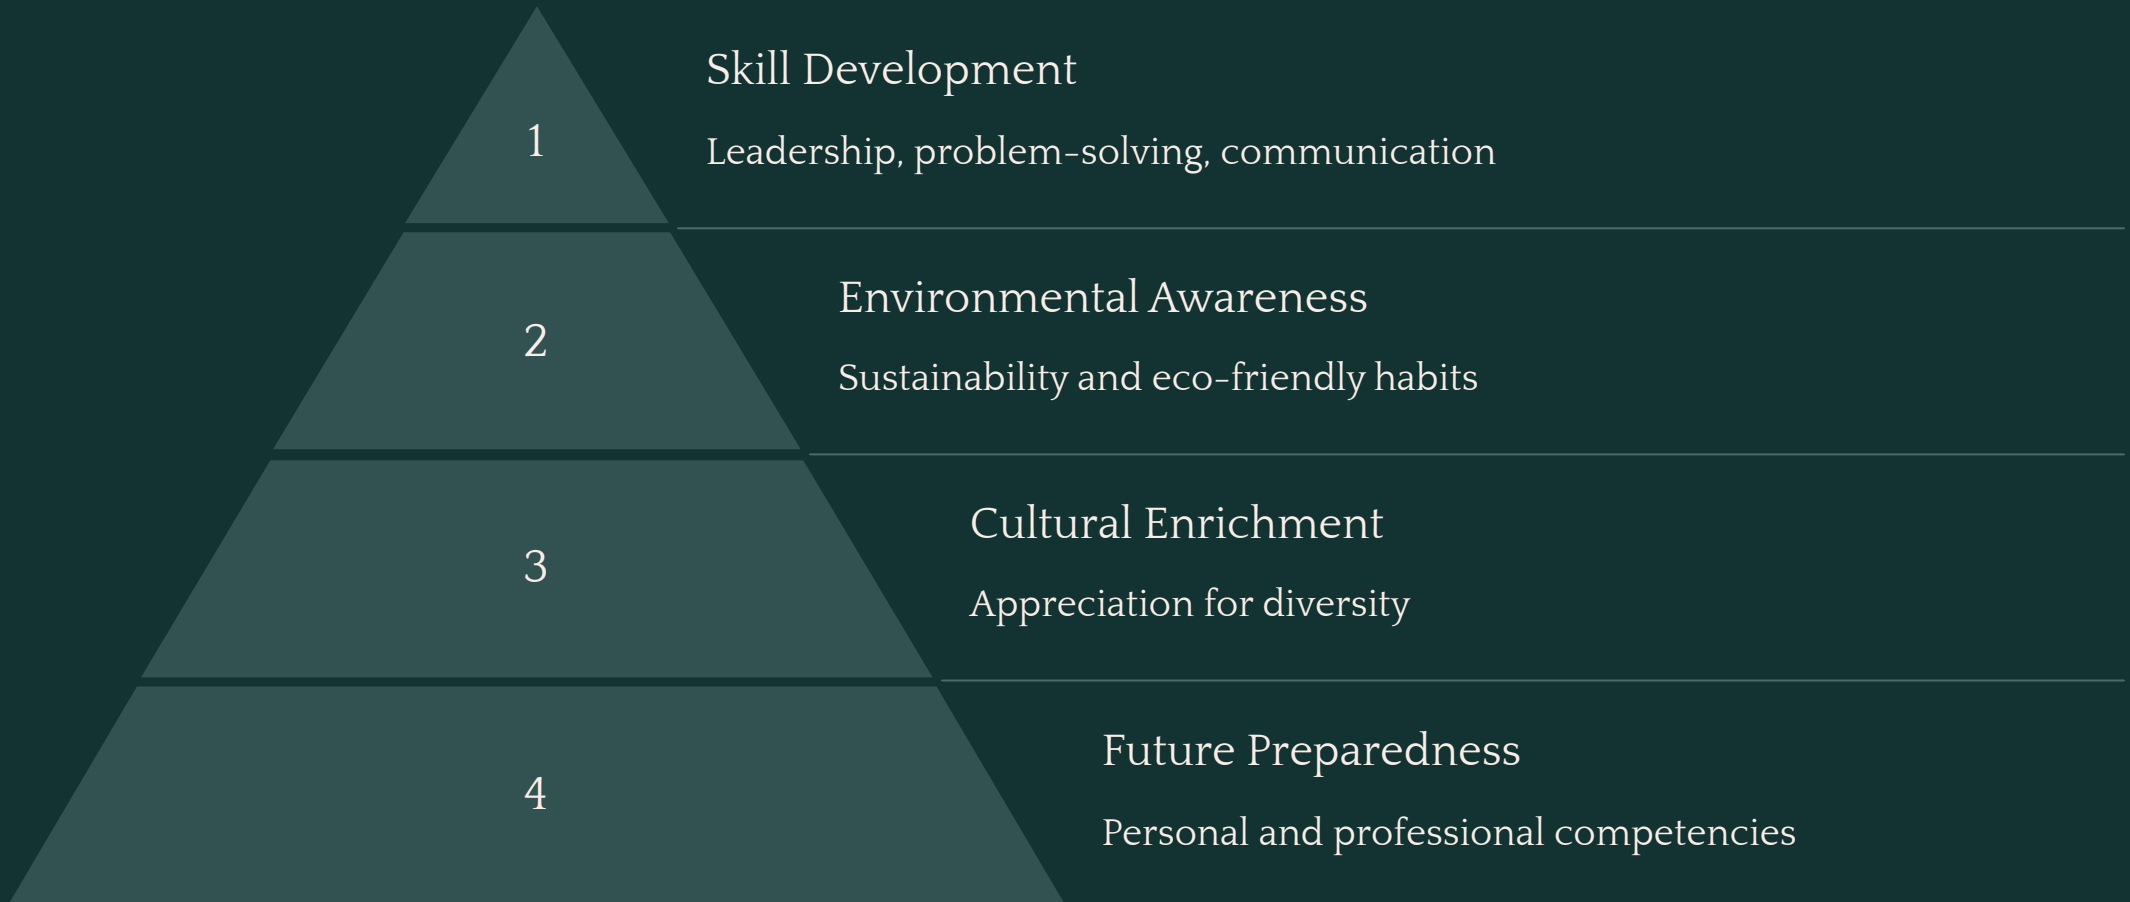 1
Skill Development
Leadership, problem-solving, communication
2
Environmental Awareness
Sustainability and eco-friendly habits
3
Cultural Enrichment
Appreciation for diversity
4
Future Preparedness
Personal and professional competencies